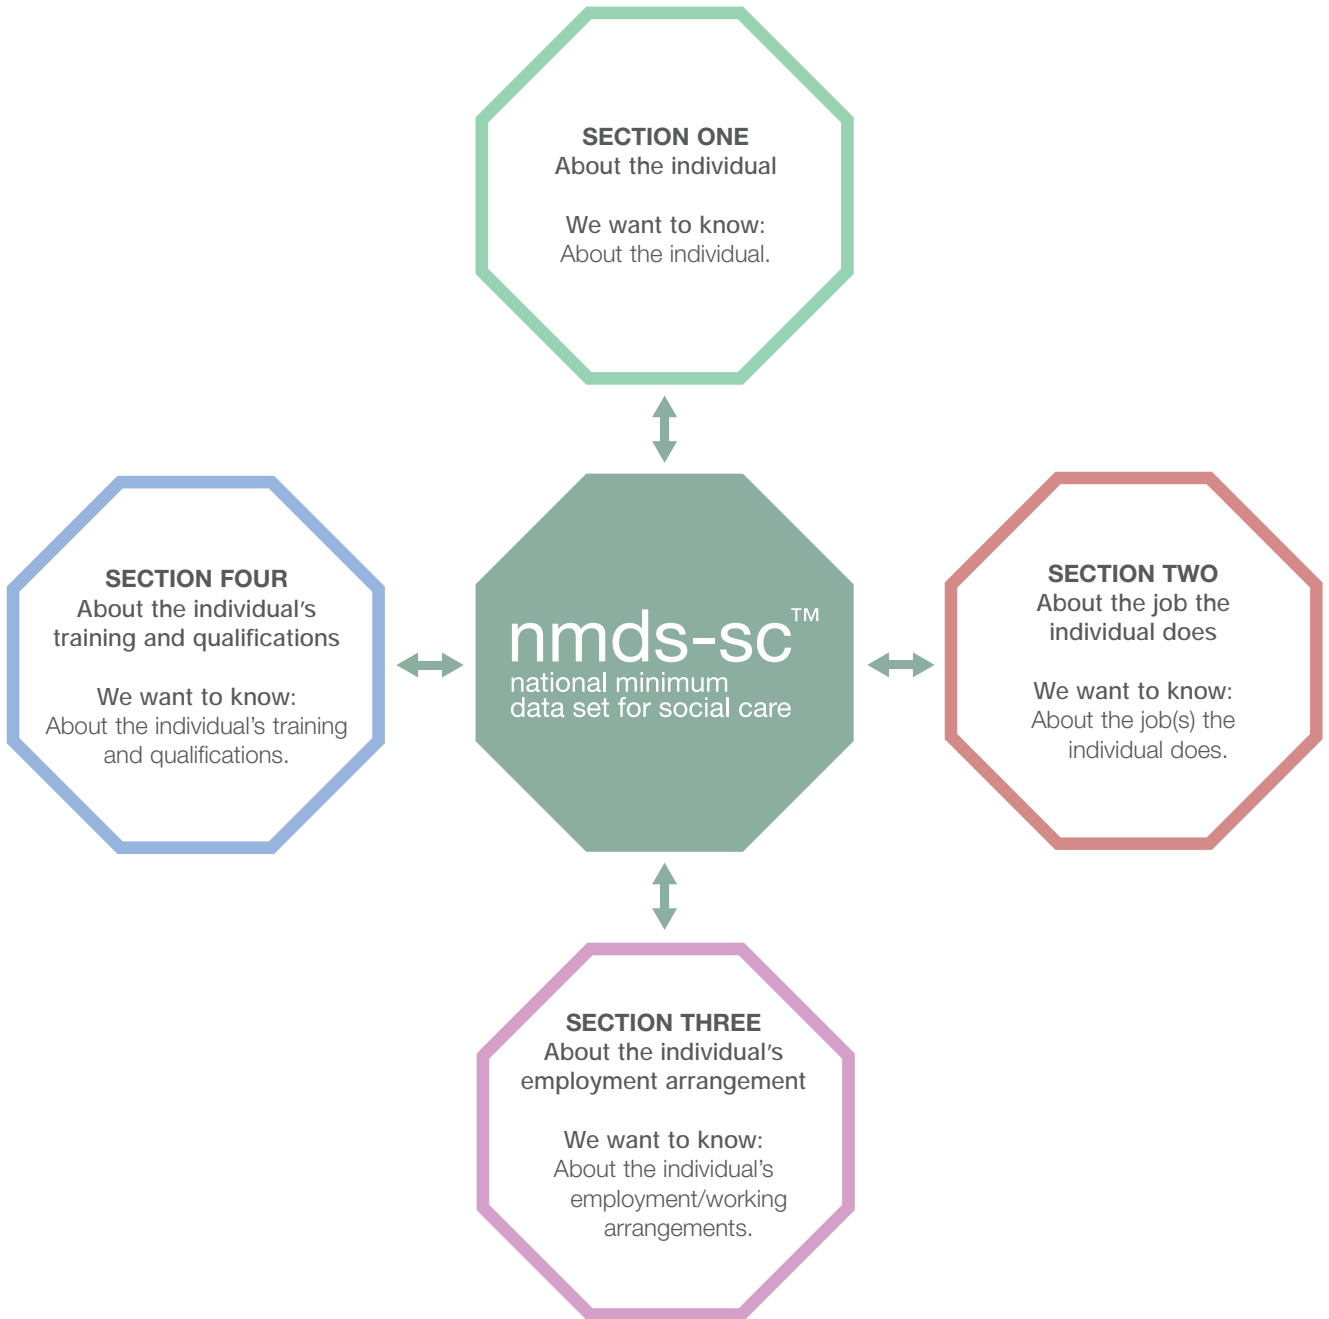 SECTION ONE
About the individual
We want to know:
About the individual.
SECTION FOUR
About the individual's
training and qualifications
We want to know:
About the individual's training
and qualifications.
nmds-sc™
national minimum
data set for social care
SECTION TWO
About the job the
individual does
We want to know:
About the job(s) the
individual does.
SECTION THREE
About the individual's
employment arrangement
We want to know:
About the individual's
employment/working
arrangements.